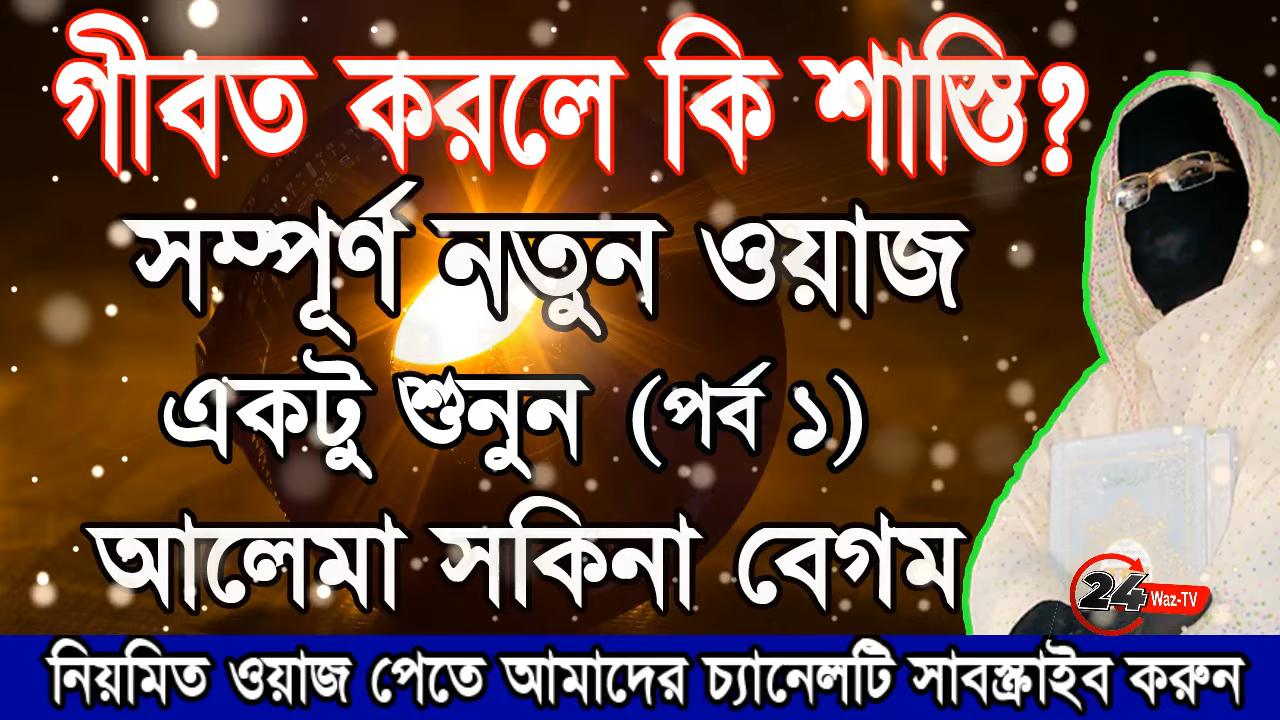 গীবত করলে কি শাস্তি?
সম্পূর্ণ নতুন ওয়াজ
একটু শুনুন (পর্ব ১)
আলেমা সকিনা বেগম
24 Waz-TV
নিয়মিত ওয়াজ পেতে আমাদের চ্যানেলটি সাবস্ক্রাইব করুন